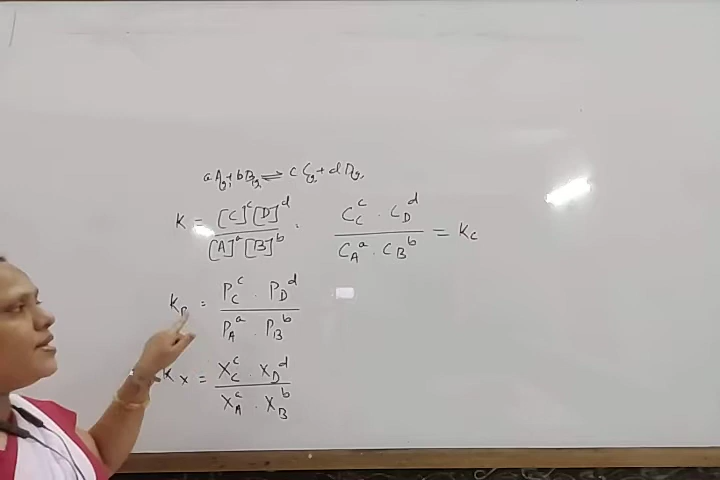 aA(g) + bB(g) ⇌ cC(g) + dD(g)
K = [C]^c [D]^d / [A]^a [B]^b . C_C^c . C_D^d / C_A^a . C_B^b = K_C
K_P = P_C^c . P_D^d / P_A^a . P_B^b
K_X = X_C^c . X_D^d / X_A^c . X_B^b